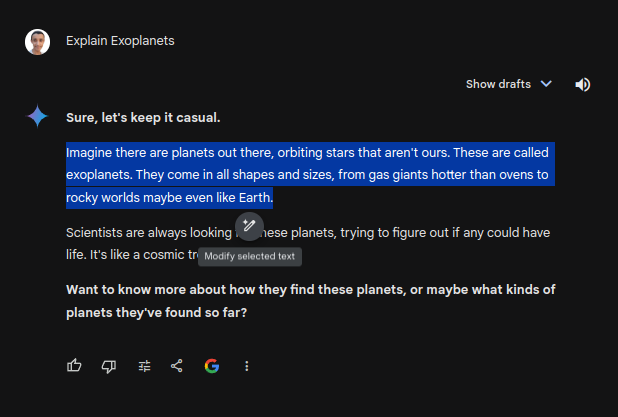 Explain Exoplanets
Show drafts
Sure, let's keep it casual.
Imagine there are planets out there, orbiting stars that aren't ours. These are called
exoplanets. They come in all shapes and sizes, from gas giants hotter than ovens to
rocky worlds maybe even like Earth.
Scientists are always looking these planets, trying to figure out if any could have
life. It's like a cosmic
Modify selected text
Want to know more about how they find these planets, or maybe what kinds of
planets they've found so far?